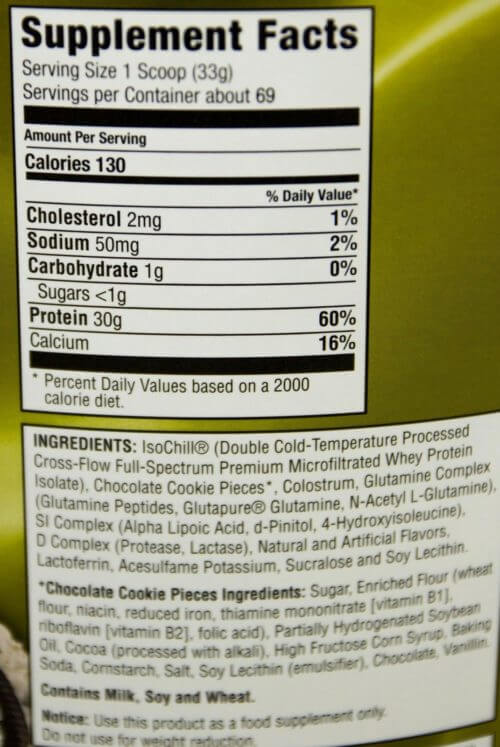 Supplement Facts
Serving Size 1 Scoop (33g)
Servings per Container about 69
Amount Per Serving
Calories 130
% Daily Value*
Cholesterol 2mg 1%
Sodium 50mg 2%
Carbohydrate 1g 0%
Sugars <1g
Protein 30g 60%
Calcium 16%
* Percent Daily Values based on a 2000
calorie diet.
INGREDIENTS: IsoChill® (Double Cold-Temperature Processed
Cross-Flow Full-Spectrum Premium Microfiltrated Whey Protein
Isolate), Chocolate Cookie Pieces*, Colostrum, Glutamine Complex
(Glutamine Peptides, Glutapure® Glutamine, N-Acetyl L-Glutamine),
SI Complex (Alpha Lipoic Acid, d-Pinitol, 4-Hydroxyisoleucine),
D Complex (Protease, Lactase), Natural and Artificial Flavors,
Lactoferrin, Acesulfame Potassium, Sucralose and Soy Lecithin.
*Chocolate Cookie Pieces Ingredients: Sugar, Enriched Flour (wheat
flour, niacin, reduced iron, thiamine mononitrate [vitamin B1],
riboflavin [vitamin B2], folic acid), Partially Hydrogenated Soybean
Oil, Cocoa (processed with alkali), High Fructose Corn Syrup, Baking
Soda, Cornstarch, Salt, Soy Lecithin (emulsifier), Chocolate, Vanillin.
Contains Milk, Soy and Wheat.
Notice: Use this product as a food supplement only.
Do not use for weight reduction.